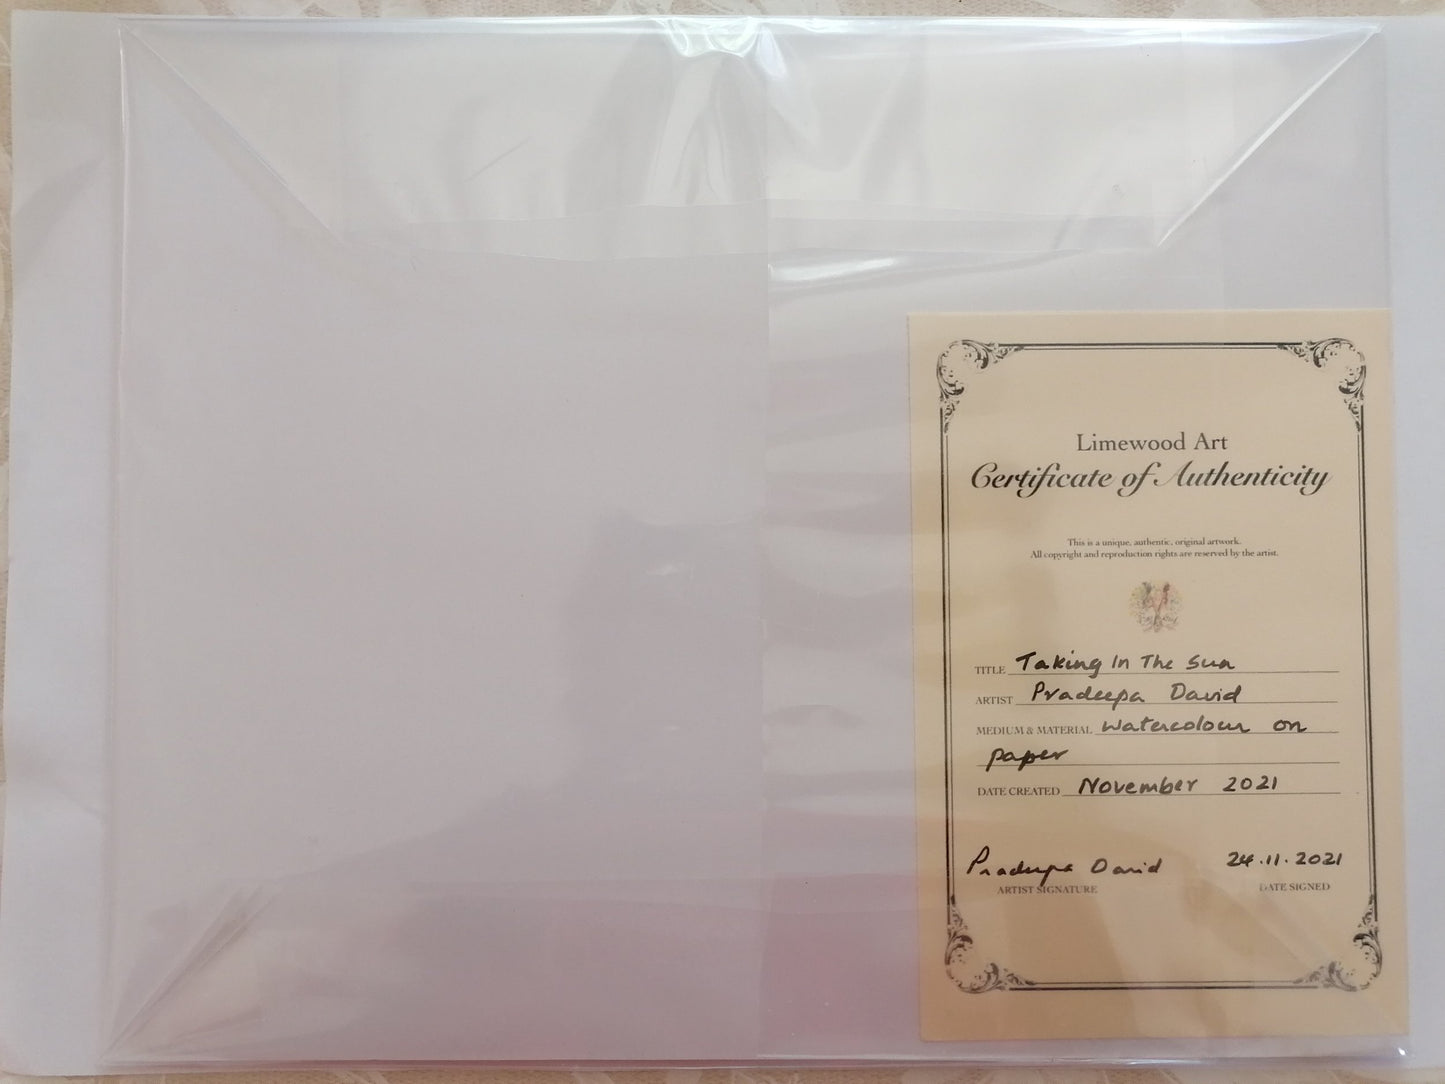 Limewood Art
Certificate of Authenticity
This is a unique, authentic, original artwork.
All copyright and reproduction rights are reserved by the artist.
TITLE Taking In The Sun
ARTIST Pradeepa David
MEDIUM & MATERIAL Watercolour on
paper
DATE CREATED November 2021
Pradeepa David 24.11.2021
ARTIST SIGNATURE DATE SIGNED